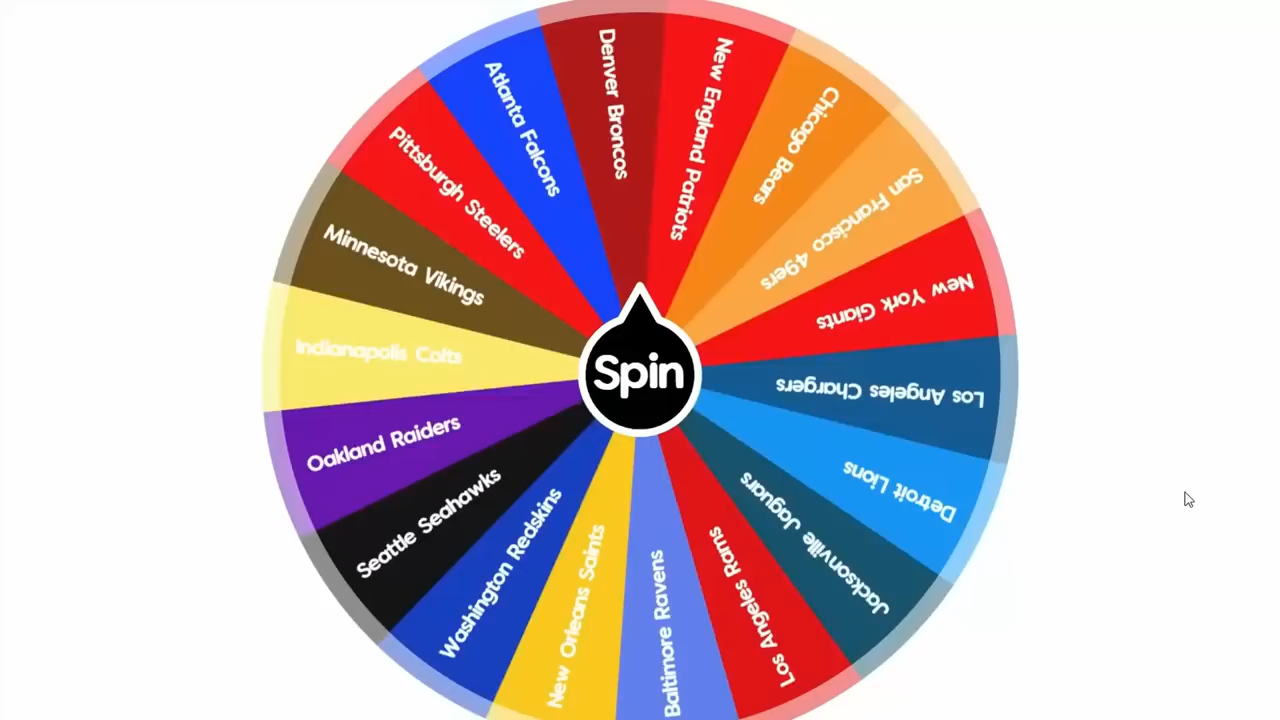 Denver Broncos
New England Patriots
Chicago Bears
San Francisco 49ers
New York Giants
Los Angeles Chargers
Detroit Lions
Jacksonville Jaguars
Los Angeles Rams
Baltimore Ravens
New Orleans Saints
Washington Redskins
Seattle Seahawks
Oakland Raiders
Indianapolis Colts
Minnesota Vikings
Pittsburgh Steelers
Atlanta Falcons
Spin